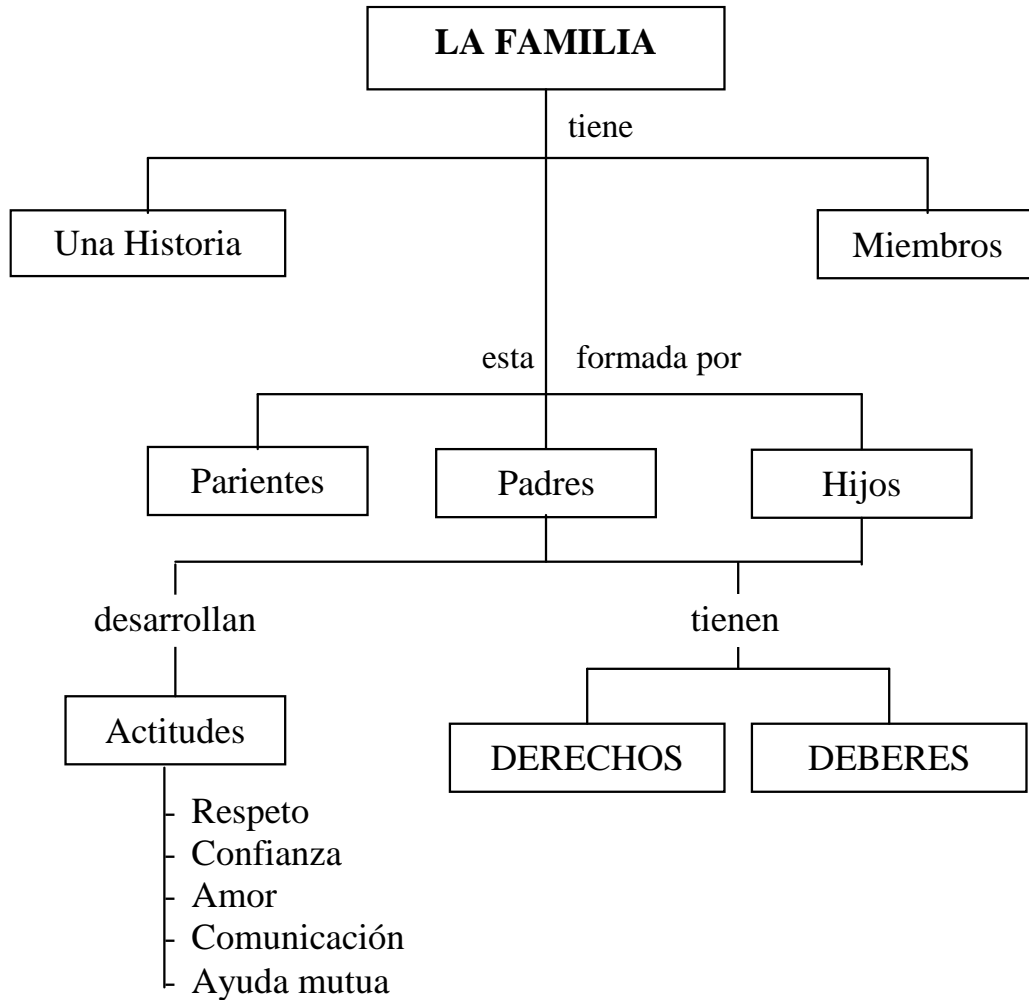 LA FAMILIA
tiene
Una Historia
Miembros
esta formada por
Parientes
Padres
Hijos
desarrollan
tienen
Actitudes
DERECHOS
DEBERES
- Respeto
- Confianza
- Amor
- Comunicación
- Ayuda mutua